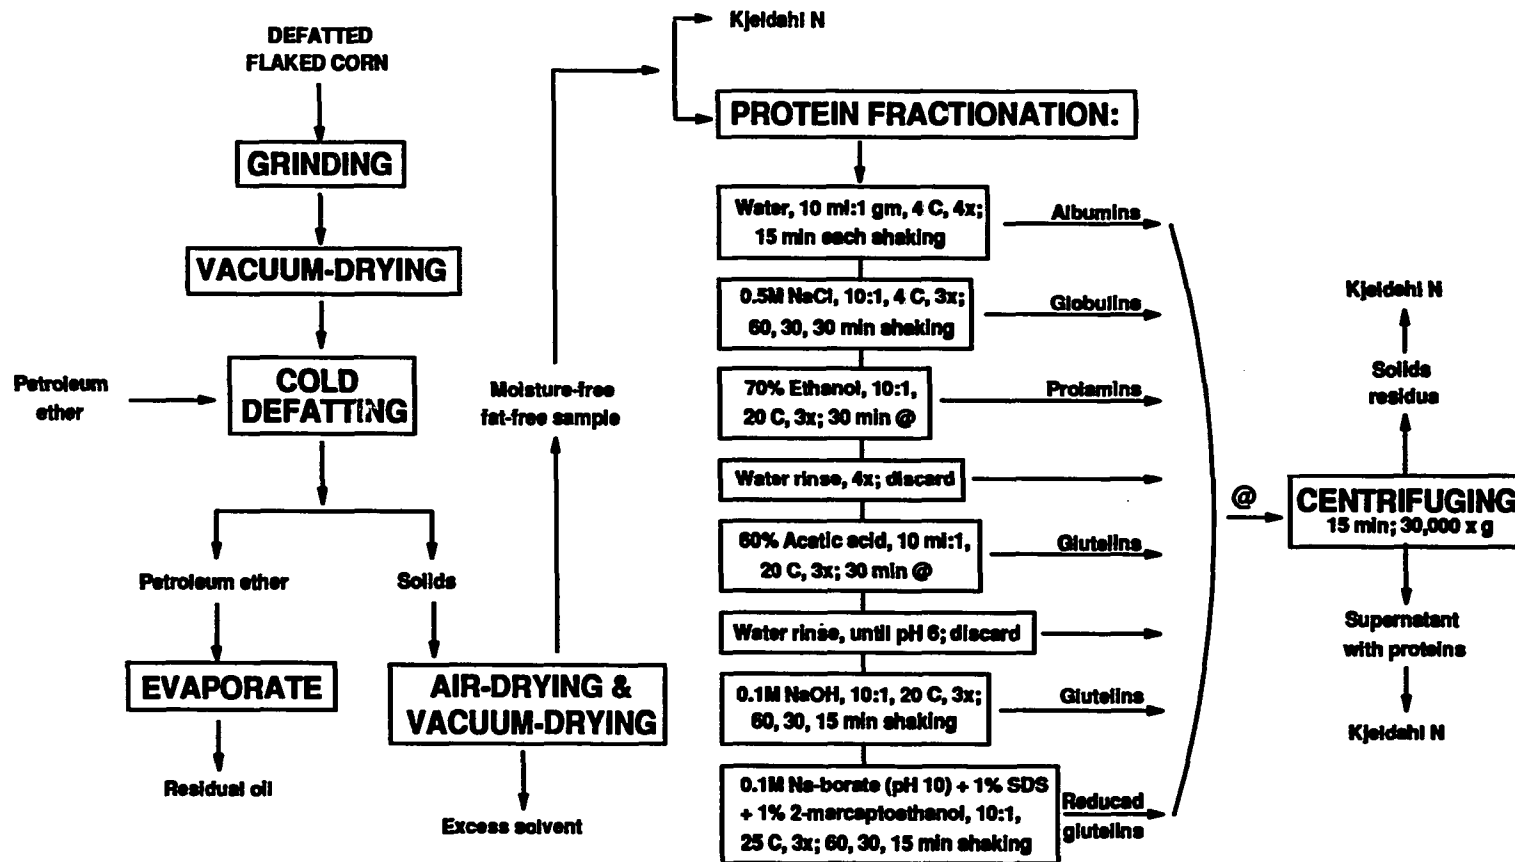 DEFATTED
FLAKED CORN
GRINDING
VACUUM-DRYING
Petroleum
ether
COLD
DEFATTING
Petroleum ether
Solids
EVAPORATE
Residual oil
AIR-DRYING &
VACUUM-DRYING
Excess solvent
Moisture-free
fat-free sample
Kjeldahl N
PROTEIN FRACTIONATION:
Water, 10 ml:1 gm, 4 C, 4x;
15 min each shaking
Albumins
0.5M NaCl, 10:1, 4 C, 3x;
60, 30, 30 min shaking
Globulins
70% Ethanol, 10:1,
20 C, 3x; 30 min @
Prolamins
Water rinse, 4x; discard
60% Acetic acid, 10 ml:1,
20 C, 3x; 30 min @
Glutelins
Water rinse, until pH 6; discard
0.1M NaOH, 10:1, 20 C, 3x;
60, 30, 15 min shaking
Glutelins
0.1M Na-borate (pH 10) + 1% SDS
+ 1% 2-marcaptoethanol, 10:1,
25 C, 3x; 60, 30, 15 min shaking
Reducad
glutelins
@
Kjeldahl N
Solids
residua
CENTRIFUGING
15 min; 30,000 x g
Supernatant
with proteins
Kjeldahl N